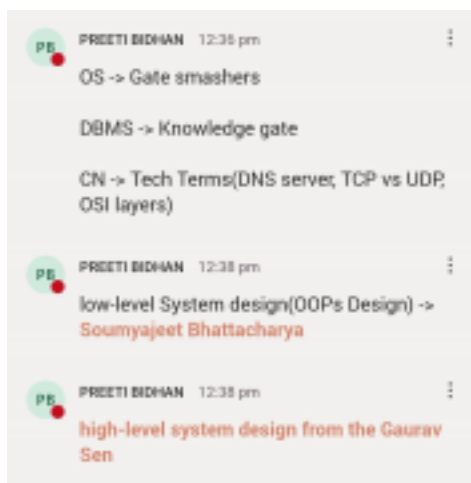 PB PREETI BIDHAN 12:36 pm
OS -> Gate smashers
DBMS -> Knowledge gate
CN -> Tech Terms(DNS server, TCP vs UDP,
OSI layers)
PB PREETI BIDHAN 12:38 pm
low-level System design(OOPs Design) ->
Soumyajeet Bhattacharya
PB PREETI BIDHAN 12:38 pm
high-level system design from the Gaurav
Sen